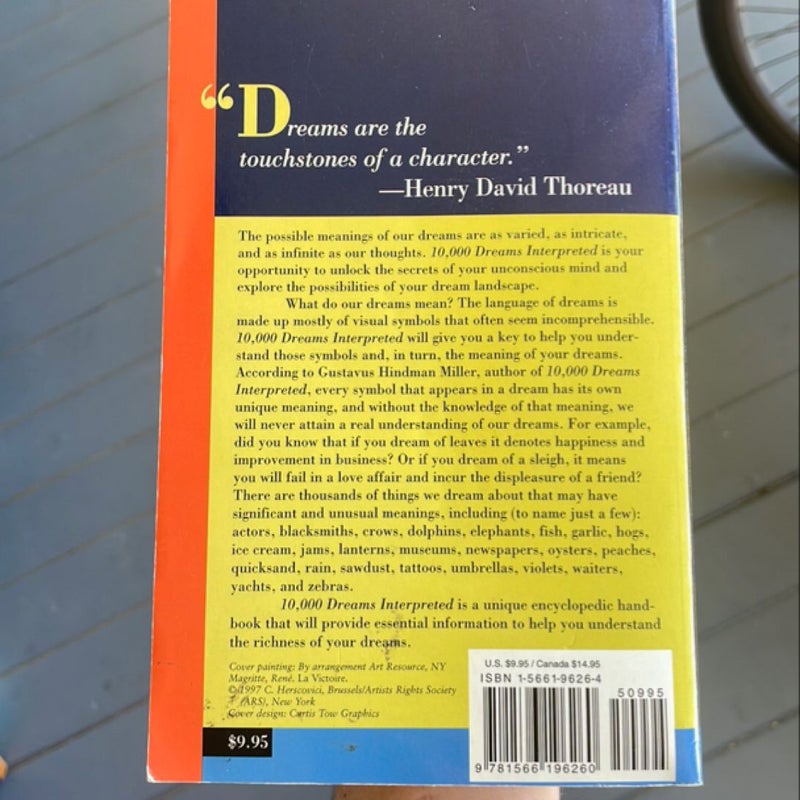 “Dreams are the
touchstones of a character.”
—Henry David Thoreau
The possible meanings of our dreams are as varied, as intricate,
and as infinite as our thoughts. 10,000 Dreams Interpreted is your
opportunity to unlock the secrets of your unconscious mind and
explore the possibilities of your dream landscape.
What do our dreams mean? The language of dreams is
made up mostly of visual symbols that often seem incomprehensible.
10,000 Dreams Interpreted will give you a key to help you under-
stand those symbols and, in turn, the meaning of your dreams.
According to Gustavus Hindman Miller, author of 10,000 Dreams
Interpreted, every symbol that appears in a dream has its own
unique meaning, and without the knowledge of that meaning, we
will never attain a real understanding of our dreams. For example,
did you know that if you dream of leaves it denotes happiness and
improvement in business? Or if you dream of a sleigh, it means
you will fail in a love affair and incur the displeasure of a friend?
There are thousands of things we dream about that may have
significant and unusual meanings, including (to name just a few):
actors, blacksmiths, crows, dolphins, elephants, fish, garlic, hogs,
ice cream, jams, lanterns, museums, newspapers, oysters, peaches,
quicksand, rain, sawdust, tattoos, umbrellas, violets, waiters,
yachts, and zebras.
10,000 Dreams Interpreted is a unique encyclopedic hand-
book that will provide essential information to help you understand
the richness of your dreams.
Cover painting: By arrangement Art Resource, NY
Magritte, René. La Victoire.
©1997 C. Herscovici, Brussels/Artists Rights Society
(ARS), New York
Cover design: Curtis Tow Graphics
$9.95
U.S. $9.95 / Canada $14.95
ISBN 1-5661-9626-4
50995
9 781566 196260